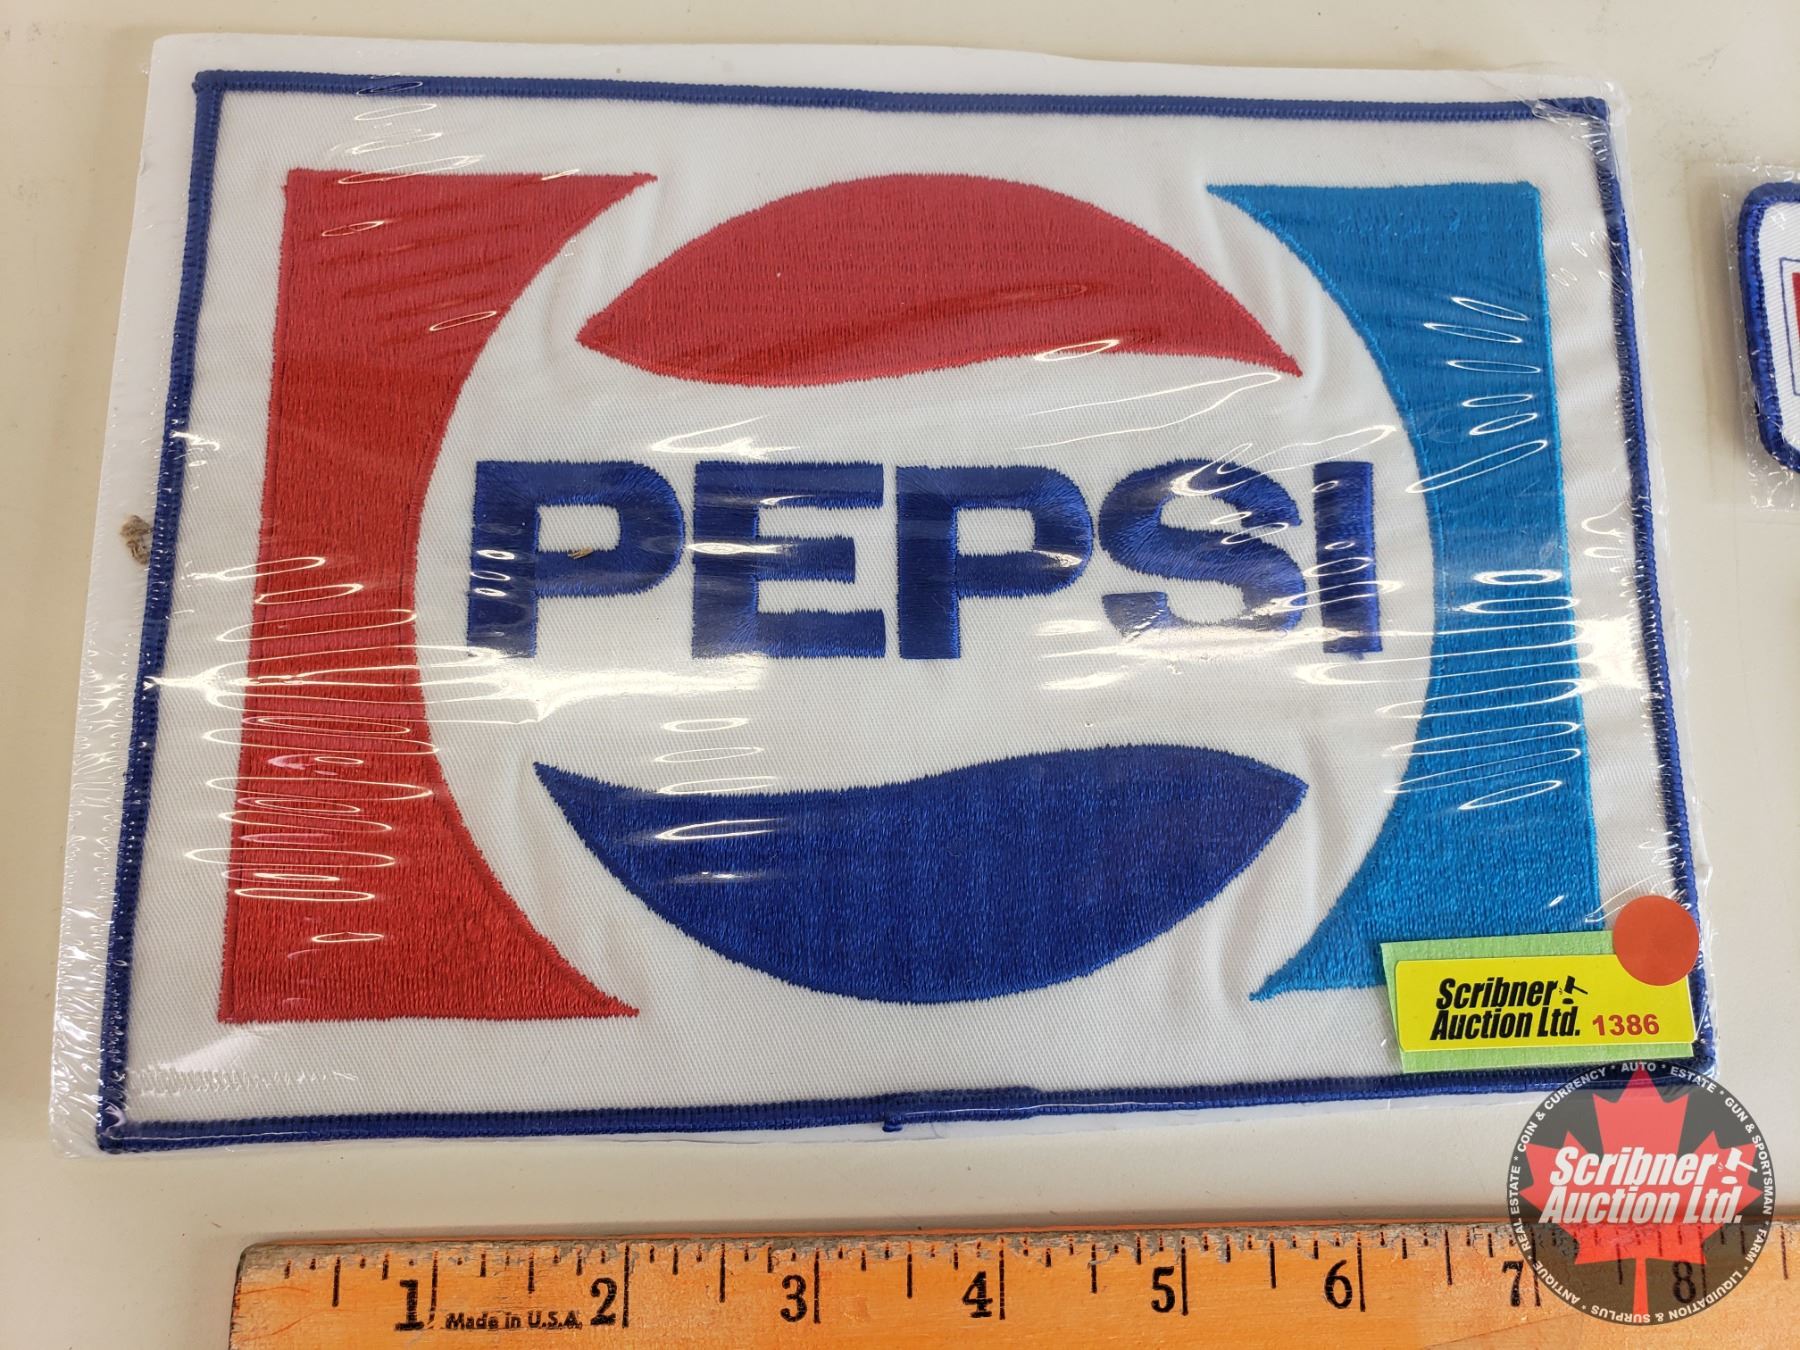 PEPSI
Scribner
Auction Ltd. 1386
1 2 3 4 5 6 7 8
Made in U.S.A.
Scribner
Auction Ltd.
ANTIQUE * REAL ESTATE * COIN & CURRENCY * AUTO * ESTATE * GUN & SPORTSMAN * FARM * LIQUIDATION & SURPLUS *